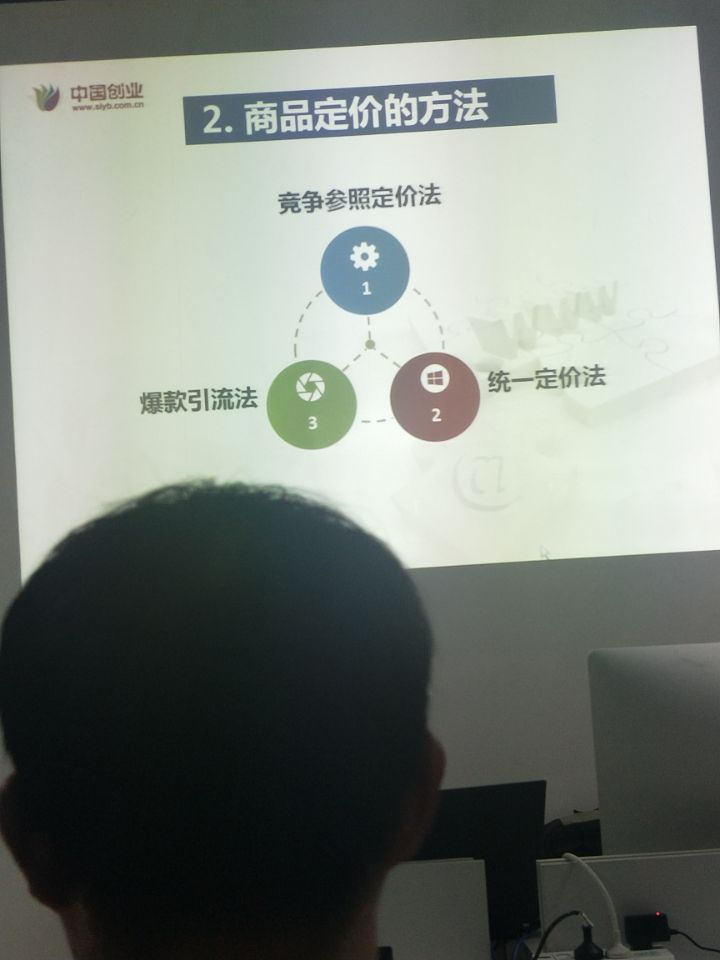 中国创业
www.siyb.com.cn
2. 商品定价的方法
竞争参照定价法
1
爆款引流法
3
2
统一定价法
www
@